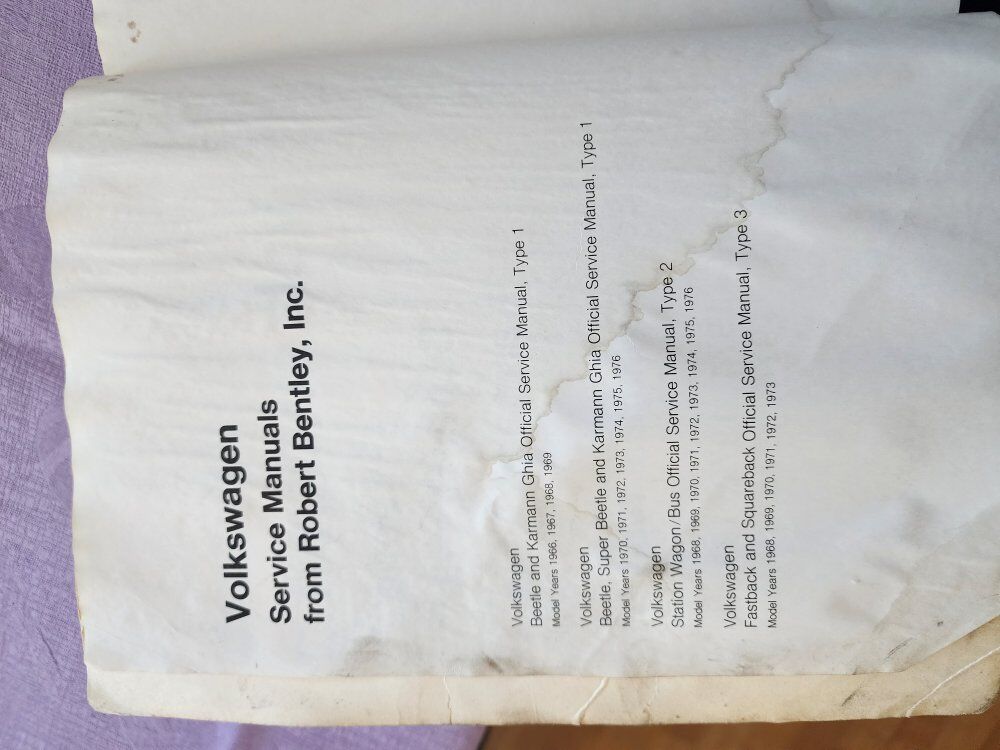 Volkswagen
Service Manuals
from Robert Bentley, Inc.
Volkswagen
Beetle and Karmann Ghia Official Service Manual, Type 1
Model Years 1966, 1967, 1968, 1969
Volkswagen
Beetle, Super Beetle and Karmann Ghia Official Service Manual, Type 1
Model Years 1970, 1971, 1972, 1973, 1974, 1975, 1976
Volkswagen
Station Wagon/Bus Official Service Manual, Type 2
Model Years 1968, 1969, 1970, 1971, 1972, 1973, 1974, 1975, 1976
Volkswagen
Fastback and Squareback Official Service Manual, Type 3
Model Years 1968, 1969, 1970, 1971, 1972, 1973